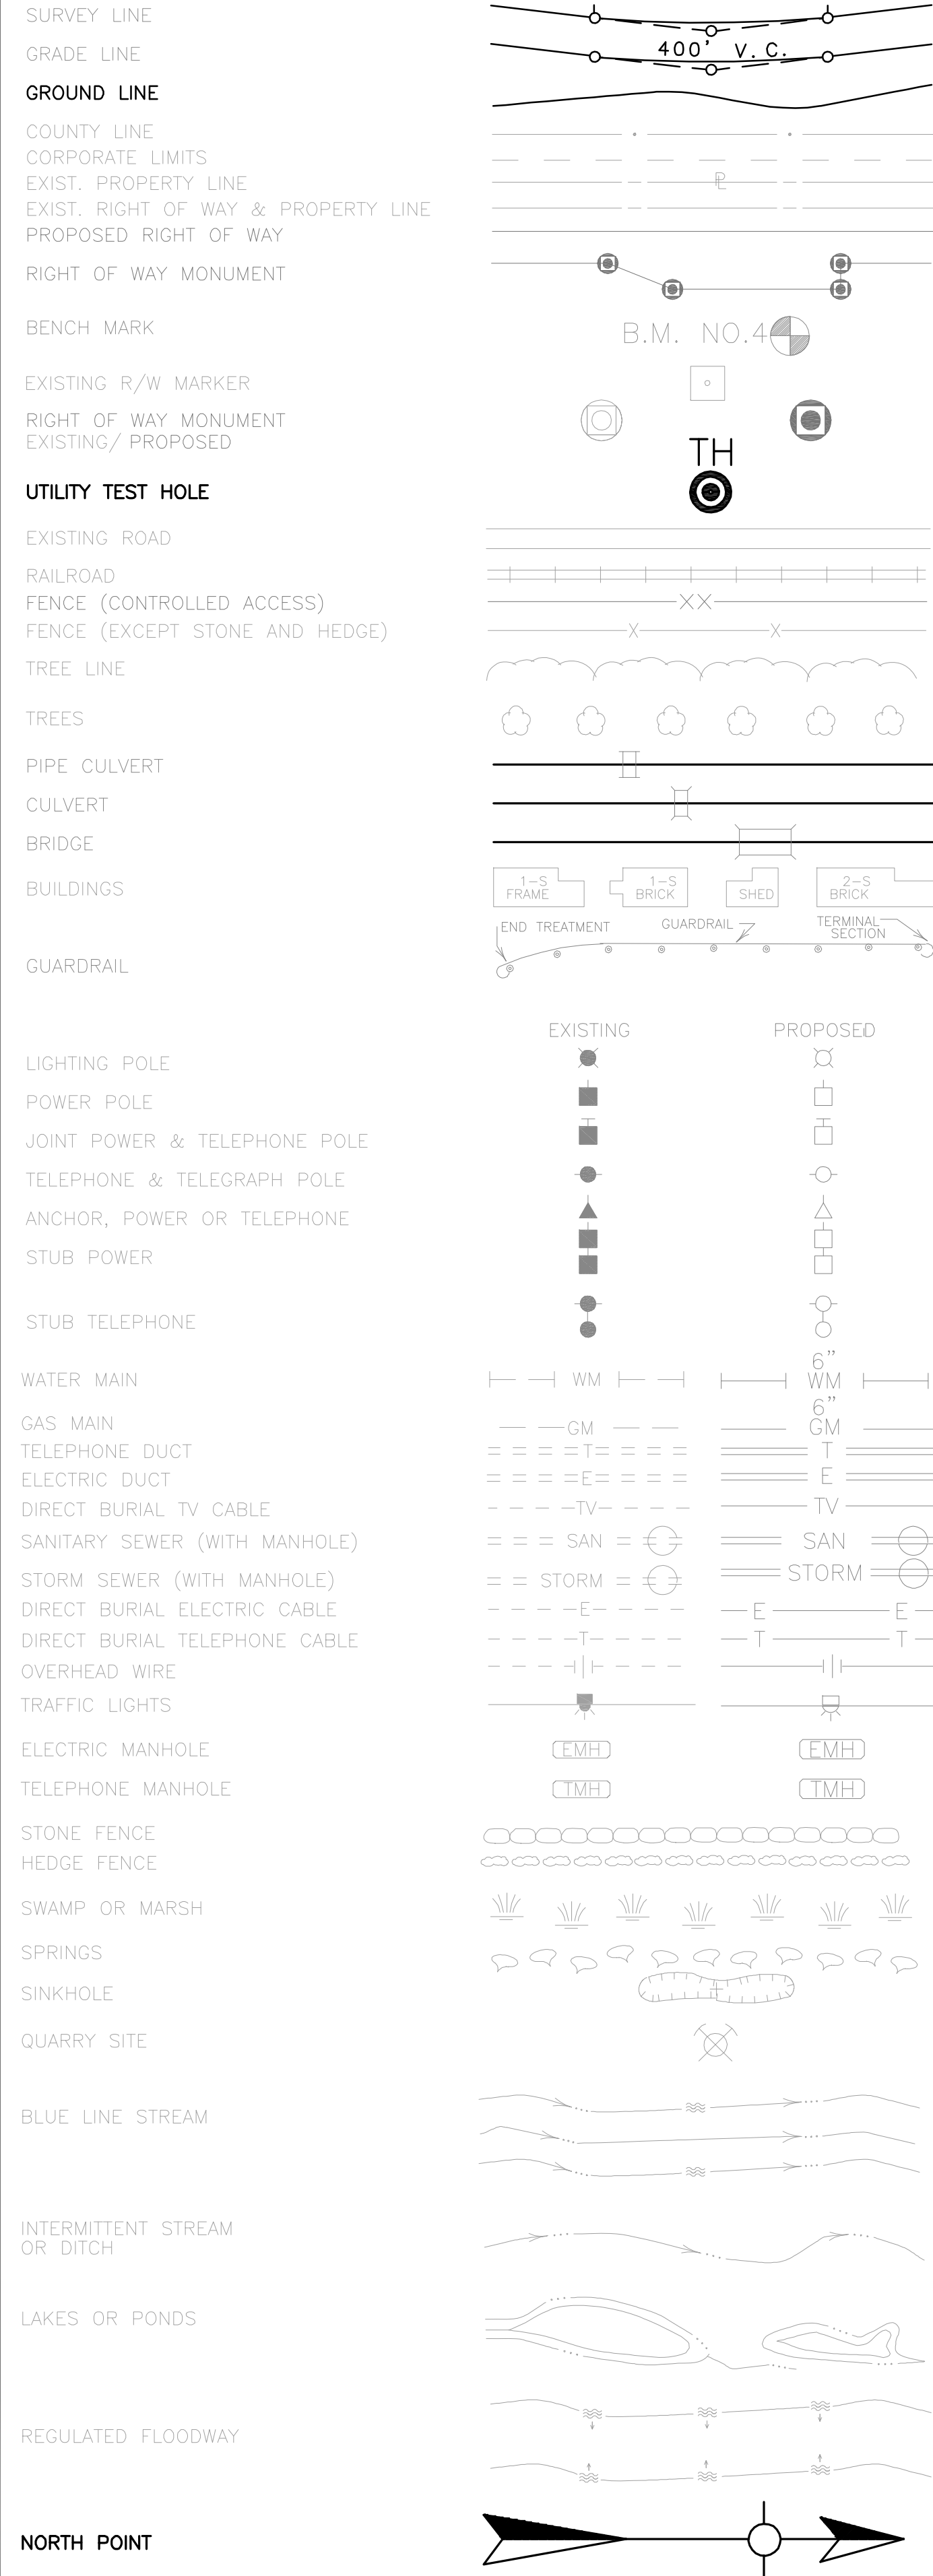 SURVEY LINE
GRADE LINE
400' V.C.
GROUND LINE
COUNTY LINE
CORPORATE LIMITS
EXIST. PROPERTY LINE
PL
EXIST. RIGHT OF WAY & PROPERTY LINE
PROPOSED RIGHT OF WAY
RIGHT OF WAY MONUMENT
BENCH MARK
B.M. NO.4
EXISTING R/W MARKER
RIGHT OF WAY MONUMENT
EXISTING/ PROPOSED
TH
UTILITY TEST HOLE
EXISTING ROAD
RAILROAD
FENCE (CONTROLLED ACCESS)
XX
FENCE (EXCEPT STONE AND HEDGE)
X X
TREE LINE
TREES
PIPE CULVERT
CULVERT
BRIDGE
BUILDINGS
1-S 1-S 2-S
FRAME BRICK SHED BRICK
END TREATMENT GUARDRAIL TERMINAL
SECTION
GUARDRAIL
EXISTING PROPOSED
LIGHTING POLE
POWER POLE
JOINT POWER & TELEPHONE POLE
TELEPHONE & TELEGRAPH POLE
ANCHOR, POWER OR TELEPHONE
STUB POWER
STUB TELEPHONE
6"
WATER MAIN WM WM
6"
GAS MAIN GM GM
TELEPHONE DUCT T T
ELECTRIC DUCT E E
DIRECT BURIAL TV CABLE TV TV
SANITARY SEWER (WITH MANHOLE) SAN SAN
STORM SEWER (WITH MANHOLE) STORM STORM
DIRECT BURIAL ELECTRIC CABLE E E E
DIRECT BURIAL TELEPHONE CABLE T T T
OVERHEAD WIRE
TRAFFIC LIGHTS
ELECTRIC MANHOLE EMH EMH
TELEPHONE MANHOLE TMH TMH
STONE FENCE
HEDGE FENCE
SWAMP OR MARSH
SPRINGS
SINKHOLE
QUARRY SITE
BLUE LINE STREAM
INTERMITTENT STREAM
OR DITCH
LAKES OR PONDS
REGULATED FLOODWAY
NORTH POINT